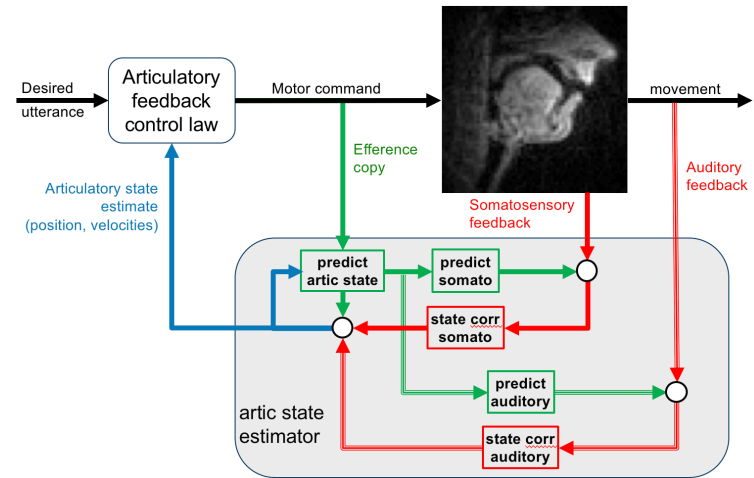 Desired
utterance
Articulatory
feedback
control law
Motor command
movement
Efference
copy
Auditory
feedback
Articulatory state
estimate
(position, velocities)
Somatosensory
feedback
predict
artic state
predict
somato
state corr
somato
predict
auditory
artic state
estimator
state corr
auditory